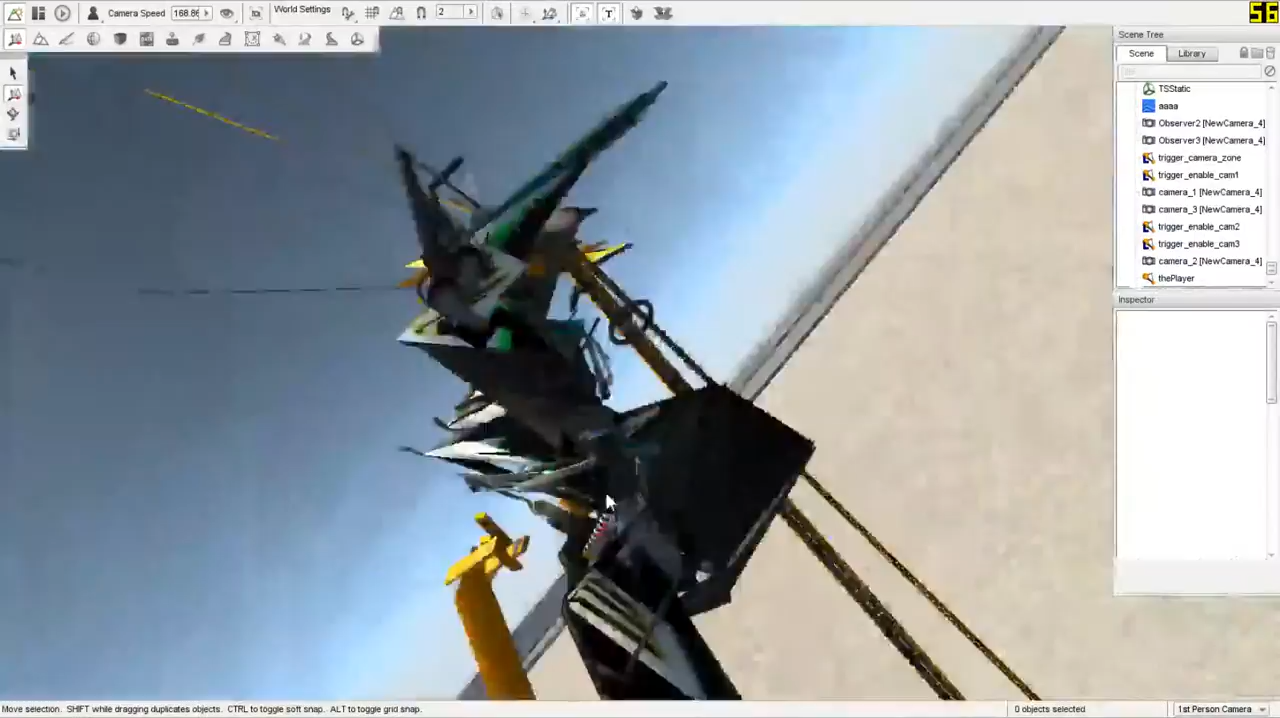 Camera Speed 168.86 World Settings 2 56
Scene Tree
Scene Library
TSStatic
aaaa
Observer2 [NewCamera_4]
Observer3 [NewCamera_4]
trigger_camera_zone
trigger_enable_cam1
camera_1 [NewCamera_4]
camera_3 [NewCamera_4]
trigger_enable_cam2
trigger_enable_cam3
camera_2 [NewCamera_4]
thePlayer
Inspector
Move selection. SHIFT while dragging duplicates objects. CTRL to toggle soft snap. ALT to toggle grid snap. 0 objects selected 1st Person Camera